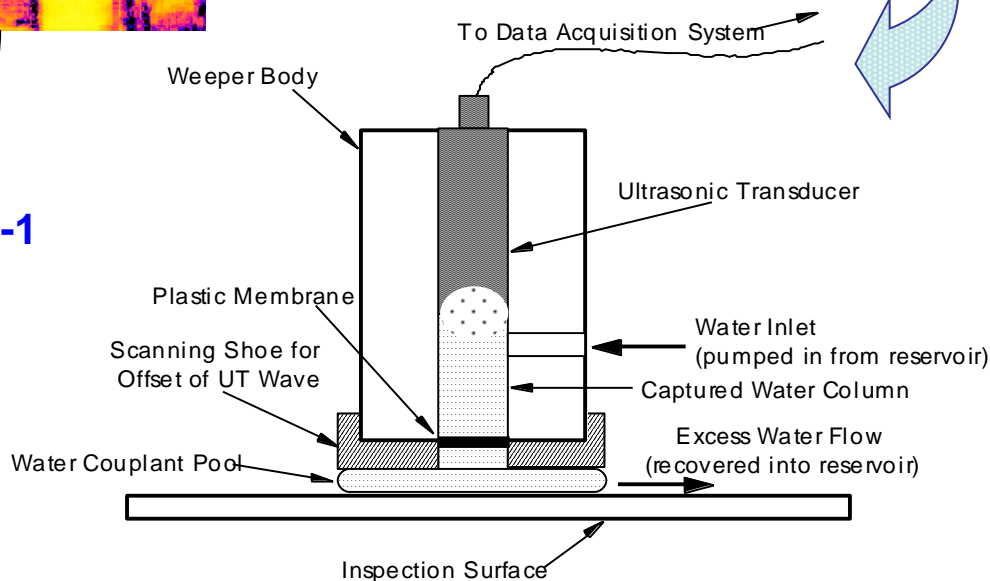 To Data Acquisition System
Weeper Body
Ultrasonic Transducer
-1
Plastic Membrane
Water Inlet
(pumped in from reservoir)
Scanning Shoe for
Offset of UT Wave
Captured Water Column
Excess Water Flow
(recovered into reservoir)
Water Couplant Pool
Inspection Surface